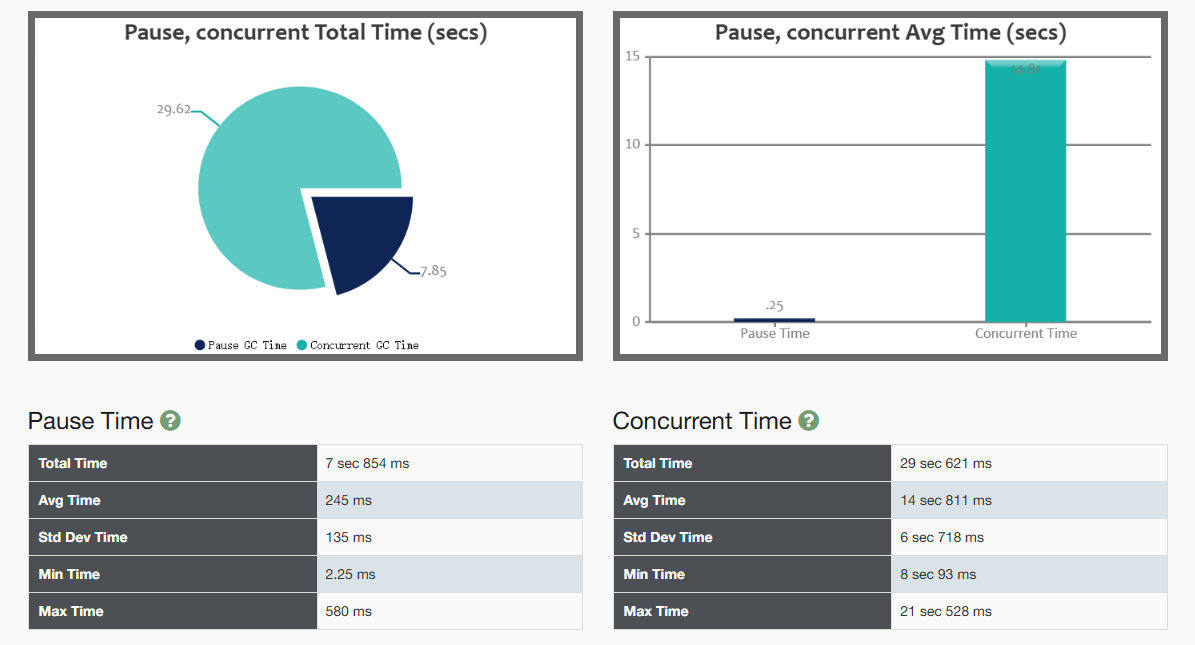 Pause, concurrent Total Time (secs)
29.62
7.85
Pause GC Time Concurrent GC Time
Pause, concurrent Avg Time (secs)
15
10
5
0
.25
Pause Time Concurrent Time
Pause Time ?
Total Time 7 sec 854 ms
Avg Time 245 ms
Std Dev Time 135 ms
Min Time 2.25 ms
Max Time 580 ms
Concurrent Time ?
Total Time 29 sec 621 ms
Avg Time 14 sec 811 ms
Std Dev Time 6 sec 718 ms
Min Time 8 sec 93 ms
Max Time 21 sec 528 ms